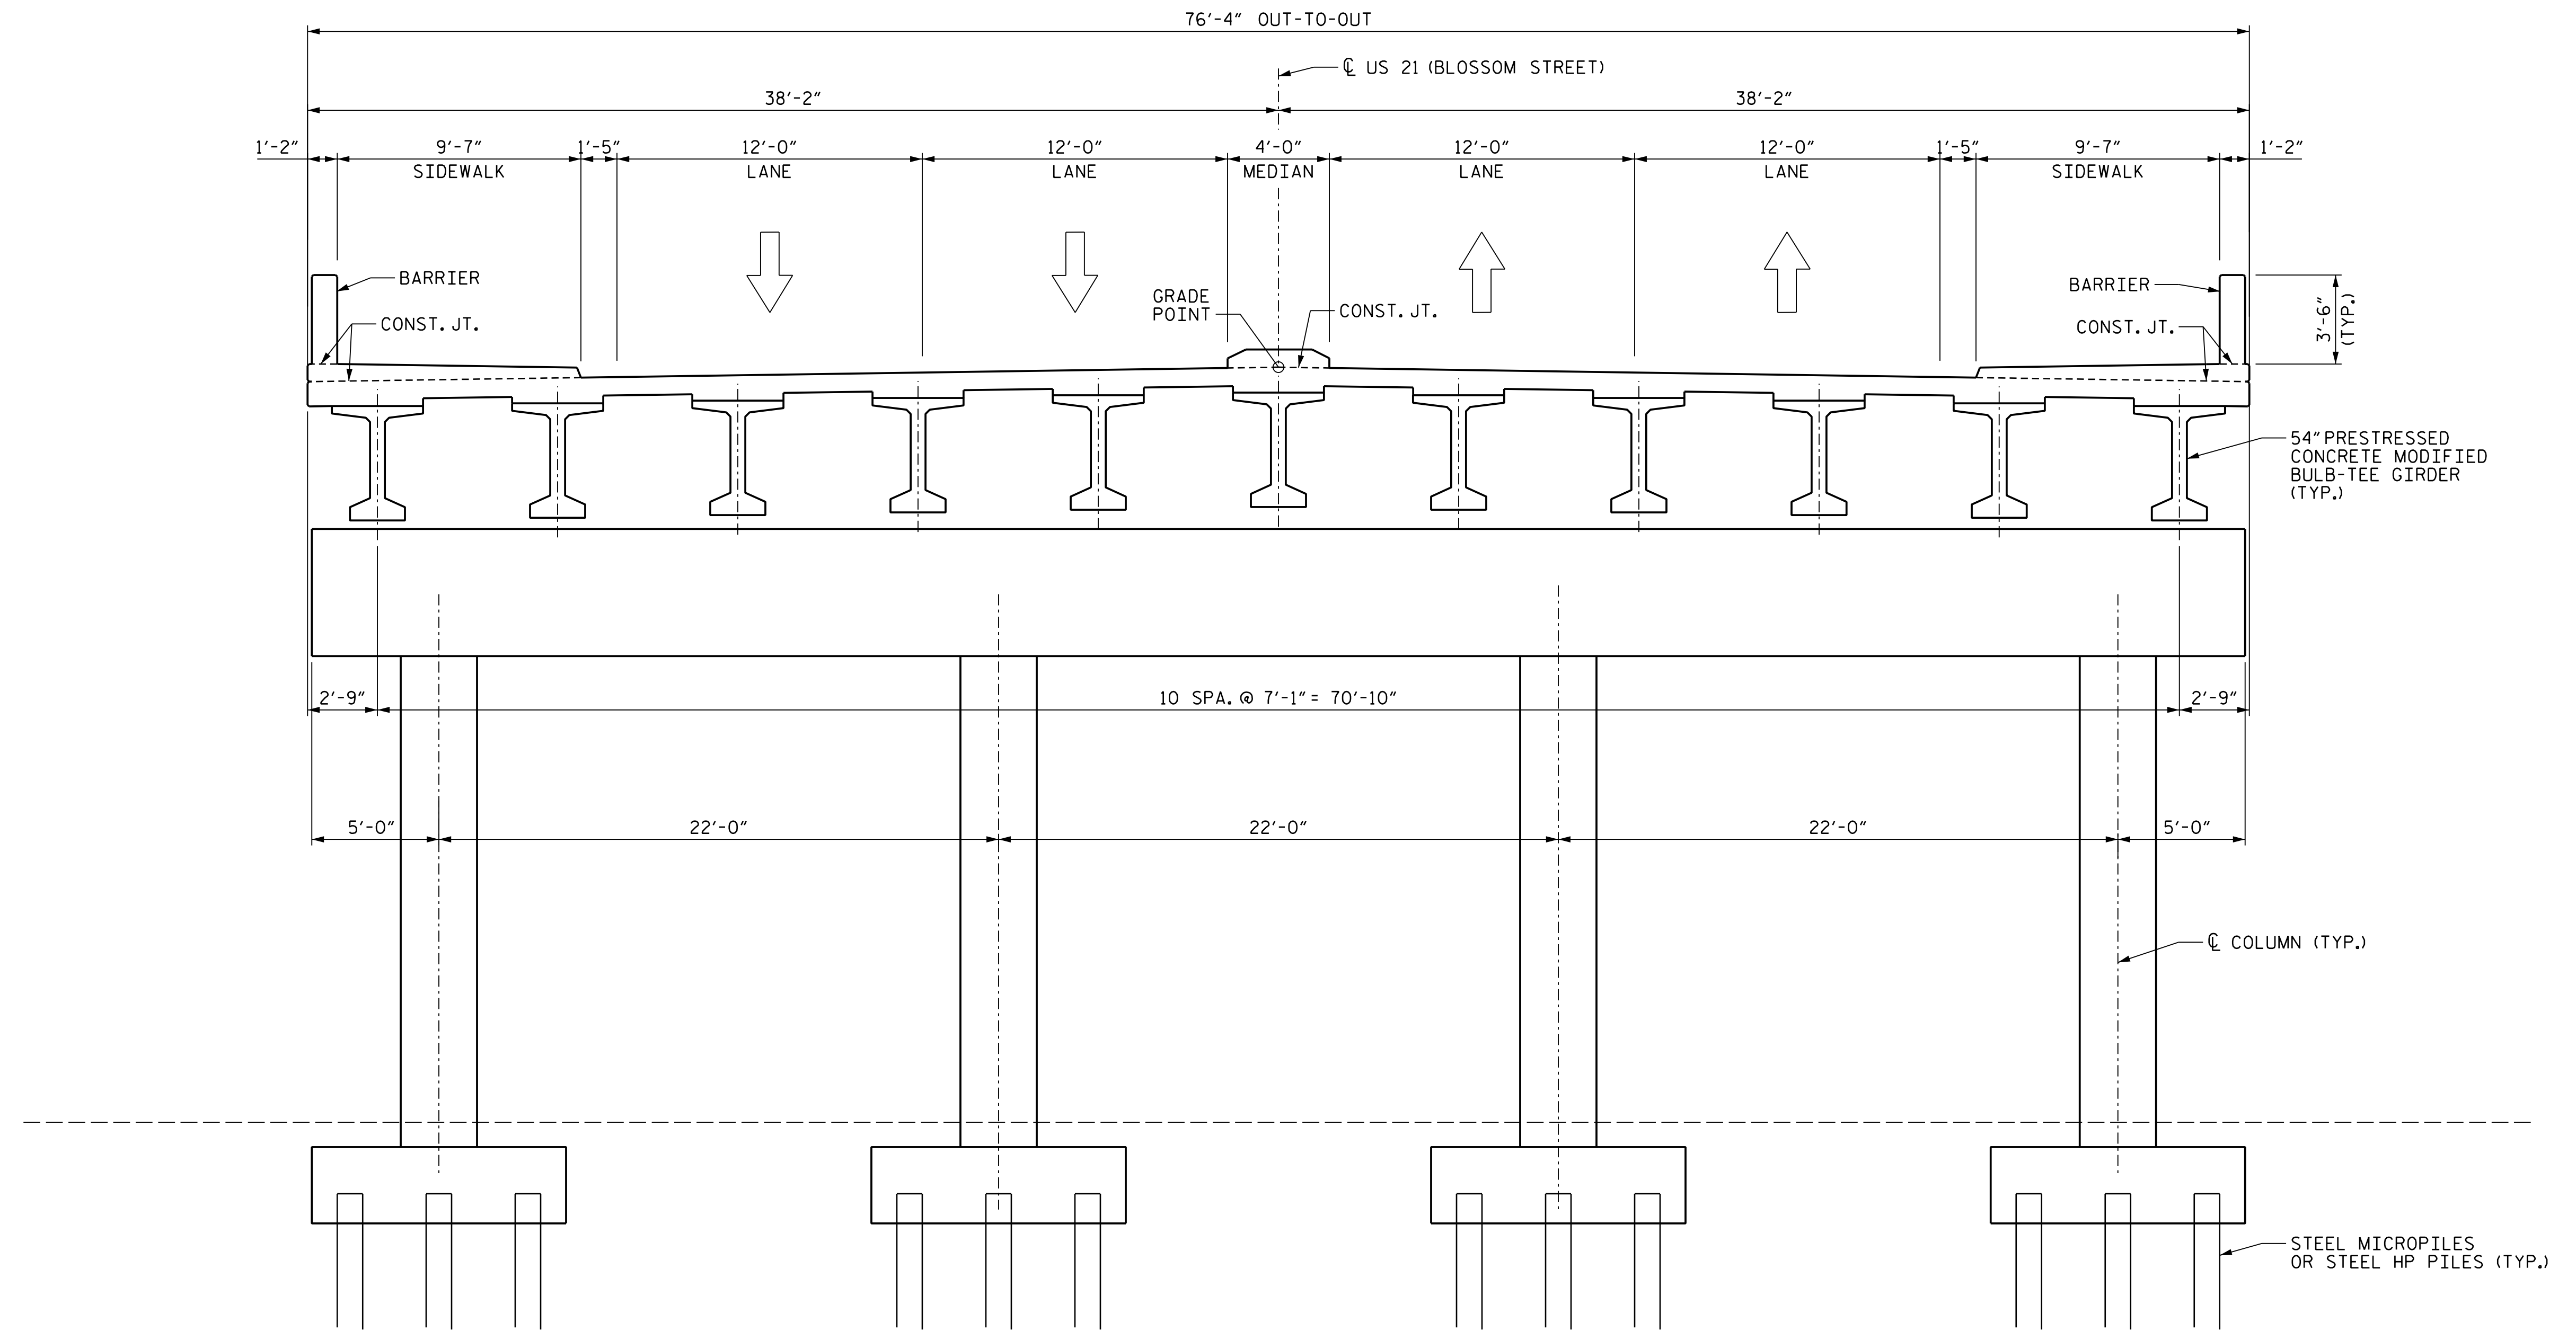 76'-4" OUT-TO-OUT
℄ US 21 (BLOSSOM STREET)
38'-2" 38'-2"
1'-2" 9'-7" 1'-5" 12'-0" 12'-0" 4'-0" 12'-0" 12'-0" 1'-5" 9'-7" 1'-2"
SIDEWALK LANE LANE MEDIAN LANE LANE SIDEWALK
BARRIER
CONST. JT.
GRADE
POINT
CONST. JT.
BARRIER
CONST. JT.
3'-6"
(TYP.)
54" PRESTRESSED
CONCRETE MODIFIED
BULB-TEE GIRDER
(TYP.)
2'-9" 10 SPA. @ 7'-1" = 70'-10" 2'-9"
5'-0" 22'-0" 22'-0" 22'-0" 5'-0"
℄ COLUMN (TYP.)
STEEL MICROPILES
OR STEEL HP PILES (TYP.)